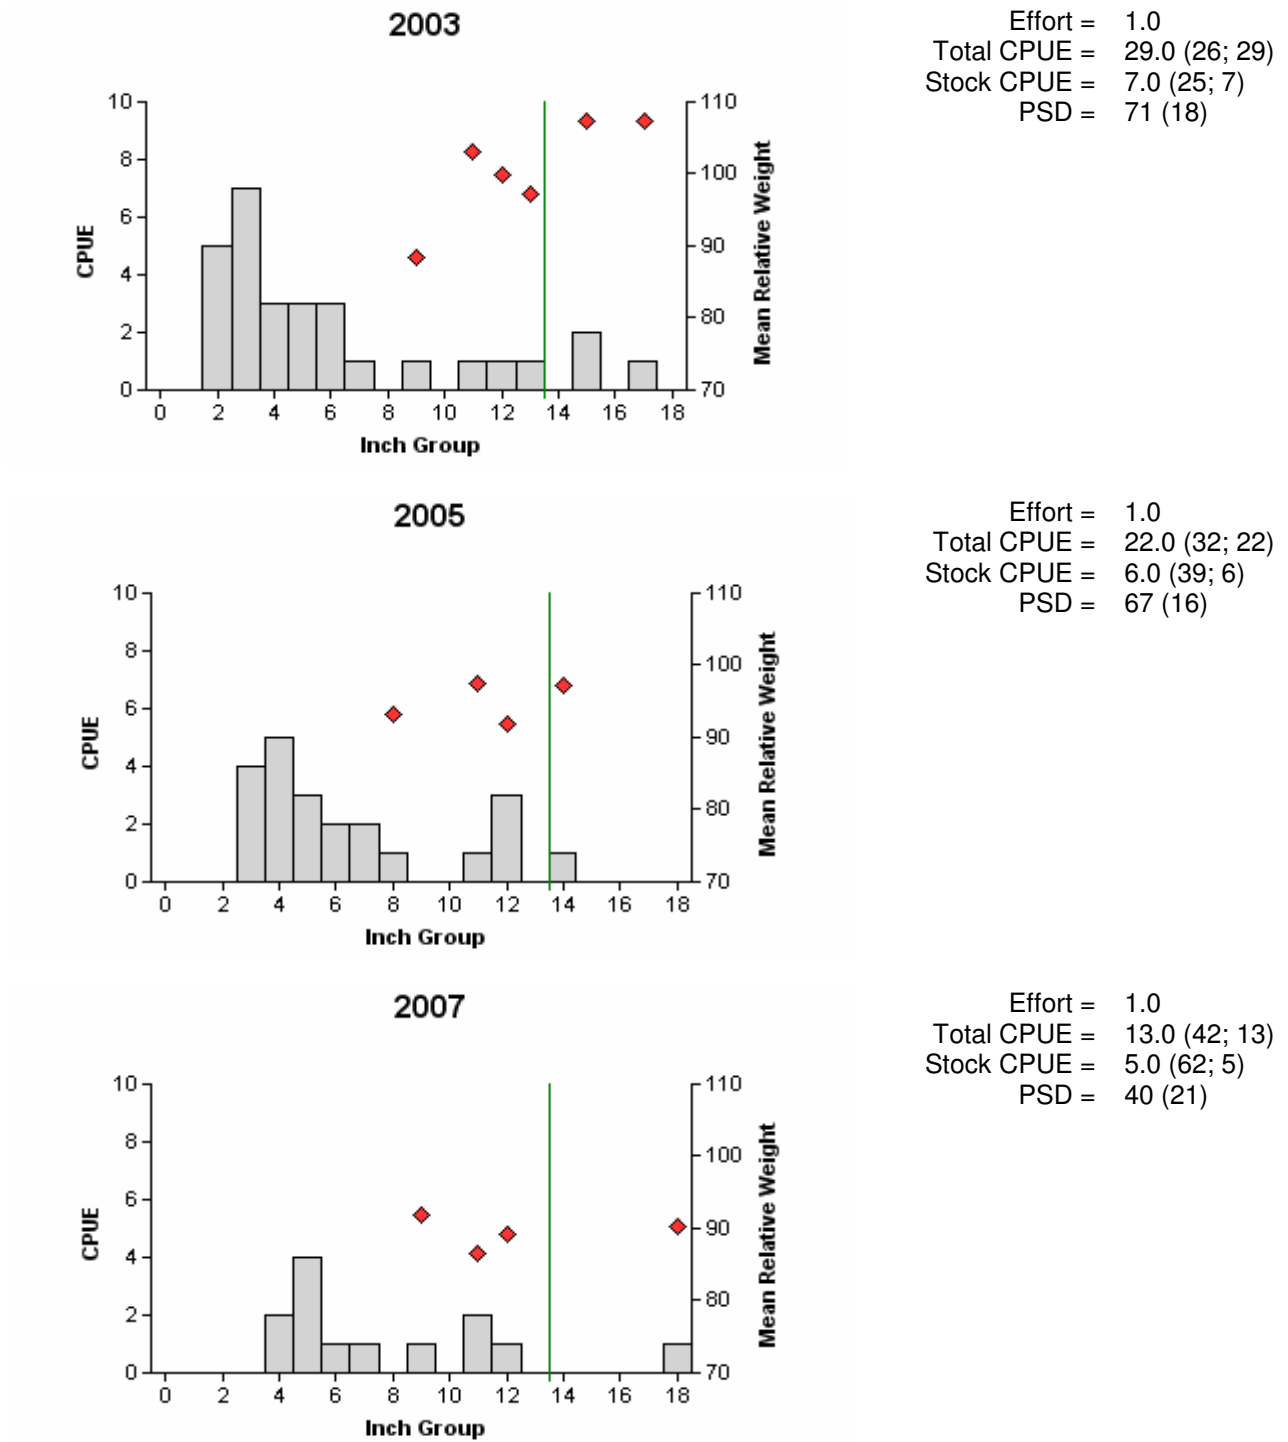 2003
Effort = 1.0
Total CPUE = 29.0 (26; 29)
Stock CPUE = 7.0 (25; 7)
PSD = 71 (18)
10
8
6
4
2
0
CPUE
110
100
90
80
70
Mean Relative Weight
0 2 4 6 8 10 12 14 16 18
Inch Group
2005
Effort = 1.0
Total CPUE = 22.0 (32; 22)
Stock CPUE = 6.0 (39; 6)
PSD = 67 (16)
10
8
6
4
2
0
CPUE
110
100
90
80
70
Mean Relative Weight
0 2 4 6 8 10 12 14 16 18
Inch Group
2007
Effort = 1.0
Total CPUE = 13.0 (42; 13)
Stock CPUE = 5.0 (62; 5)
PSD = 40 (21)
10
8
6
4
2
0
CPUE
110
100
90
80
70
Mean Relative Weight
0 2 4 6 8 10 12 14 16 18
Inch Group